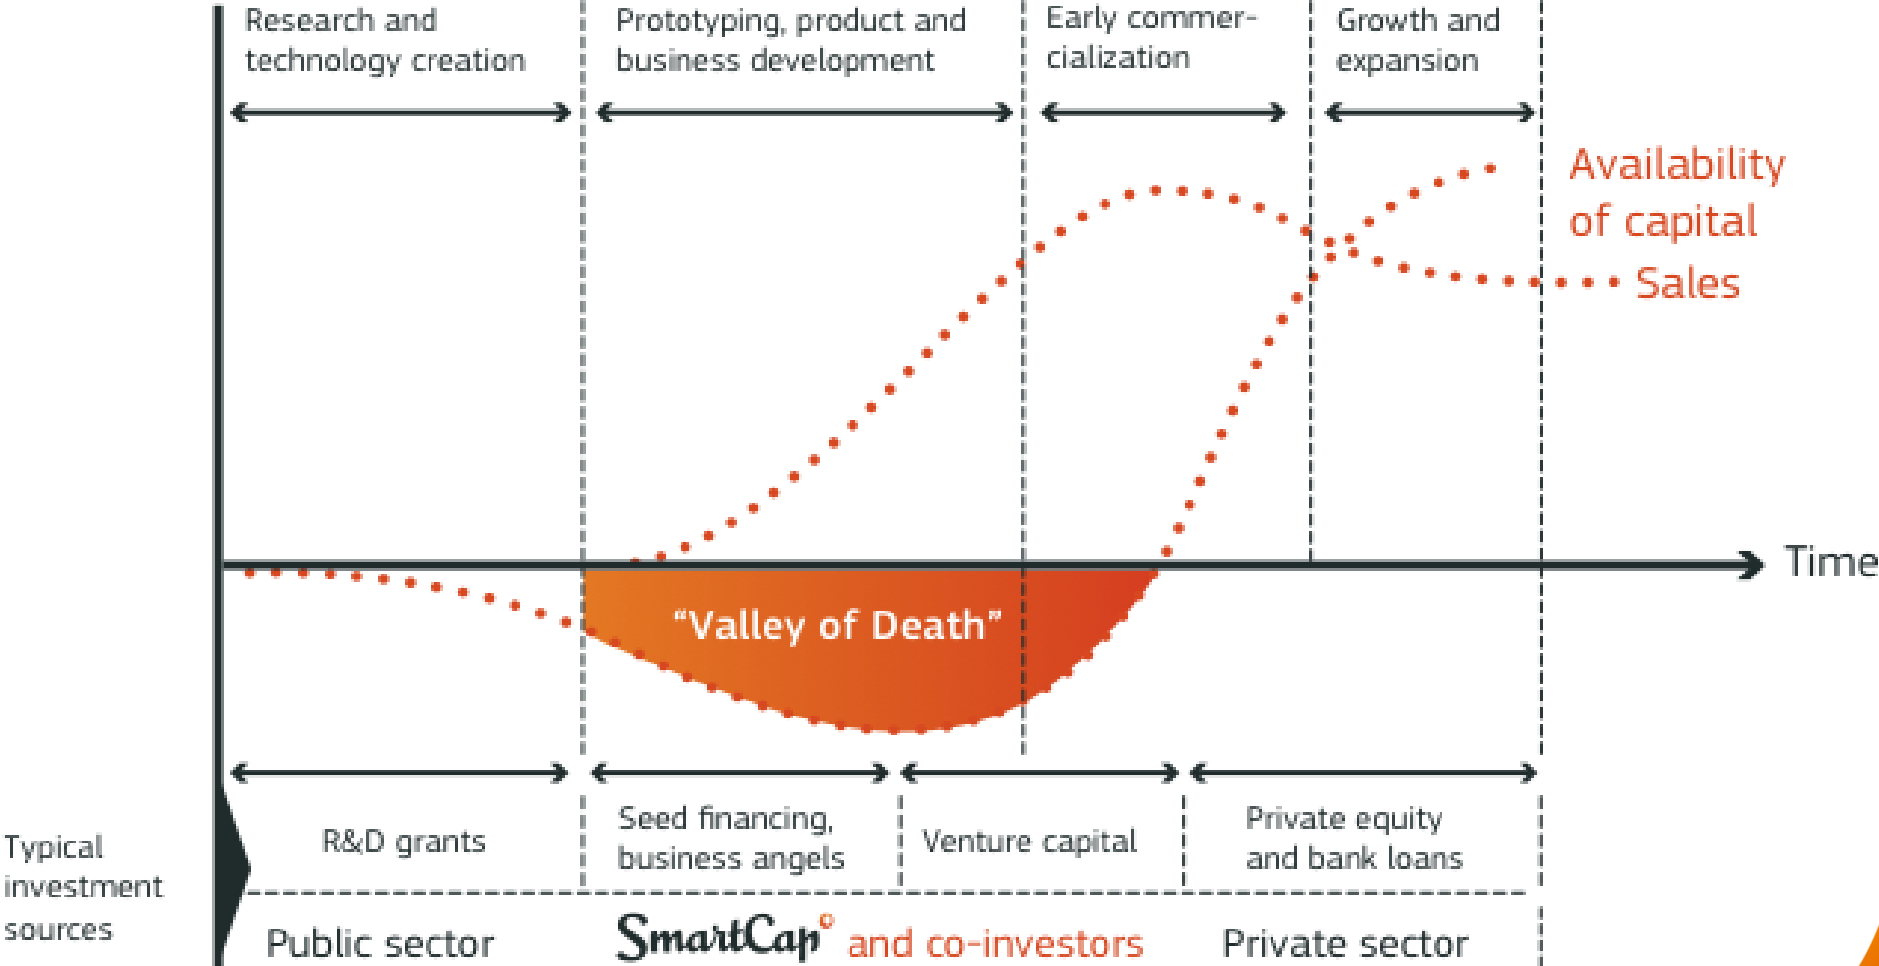 Research and
technology creation
Prototyping, product and
business development
Early commer-
cialization
Growth and
expansion
Availability
of capital
Sales
Time
“Valley of Death”
Typical
investment
sources
R&D grants
Seed financing,
business angels
Venture capital
Private equity
and bank loans
Public sector
SmartCap© and co-investors
Private sector